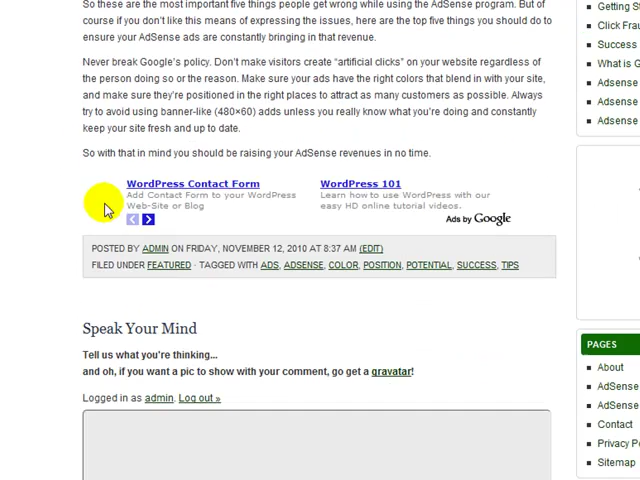 So these are the most important five things people get wrong while using the AdSense program. But of
course if you don't like this means of expressing the issues, here are the top five things you should do to
ensure your AdSense ads are constantly bringing in that revenue.
Never break Google's policy. Don't make visitors create “artificial clicks” on your website regardless of
the person doing so or the reason. Make sure your ads have the right colors that blend in with your site,
and make sure they're positioned in the right places to attract as many customers as possible. Always
try to avoid using banner-like (480×60) adds unless you really know what you're doing and constantly
keep your site fresh and up to date.
So with that in mind you should be raising your AdSense revenues in no time.
WordPress Contact Form
Add Contact Form to your WordPress
Web-Site or Blog
WordPress 101
Learn how to use WordPress with our
easy HD online tutorial videos.
Ads by Google
POSTED BY ADMIN ON FRIDAY, NOVEMBER 12, 2010 AT 8:37 AM (EDIT)
FILED UNDER FEATURED · TAGGED WITH ADS, ADSENSE, COLOR, POSITION, POTENTIAL, SUCCESS, TIPS
Speak Your Mind
Tell us what you're thinking...
and oh, if you want a pic to show with your comment, go get a gravatar!
Logged in as admin. Log out »
Getting St
Click Frau
Success
What is G
Adsense
Adsense
Adsense
PAGES
About
AdSense
AdSense
Contact
Privacy Po
Sitemap